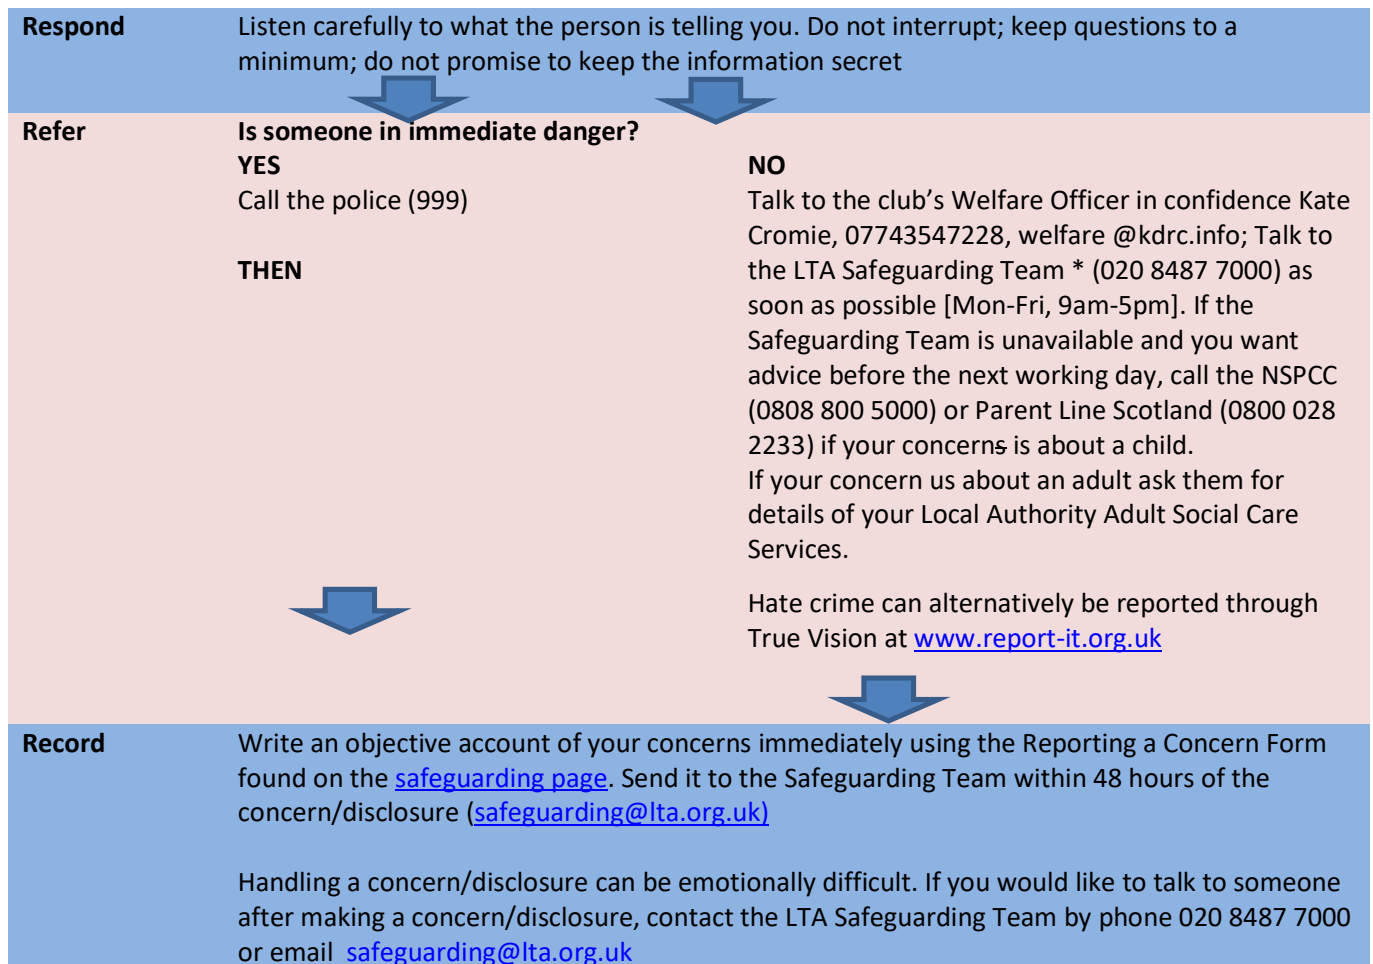 Respond
Listen carefully to what the person is telling you. Do not interrupt; keep questions to a
minimum; do not promise to keep the information secret
Refer
Is someone in immediate danger?
YES
Call the police (999)
THEN
NO
Talk to the club’s Welfare Officer in confidence Kate
Cromie, 07743547228, welfare @kdrc.info; Talk to
the LTA Safeguarding Team * (020 8487 7000) as
soon as possible [Mon-Fri, 9am-5pm]. If the
Safeguarding Team is unavailable and you want
advice before the next working day, call the NSPCC
(0808 800 5000) or Parent Line Scotland (0800 028
2233) if your concerns is about a child.
If your concern us about an adult ask them for
details of your Local Authority Adult Social Care
Services.
Hate crime can alternatively be reported through
True Vision at www.report-it.org.uk
Record
Write an objective account of your concerns immediately using the Reporting a Concern Form
found on the safeguarding page. Send it to the Safeguarding Team within 48 hours of the
concern/disclosure (safeguarding@lta.org.uk)
Handling a concern/disclosure can be emotionally difficult. If you would like to talk to someone
after making a concern/disclosure, contact the LTA Safeguarding Team by phone 020 8487 7000
or email safeguarding@lta.org.uk